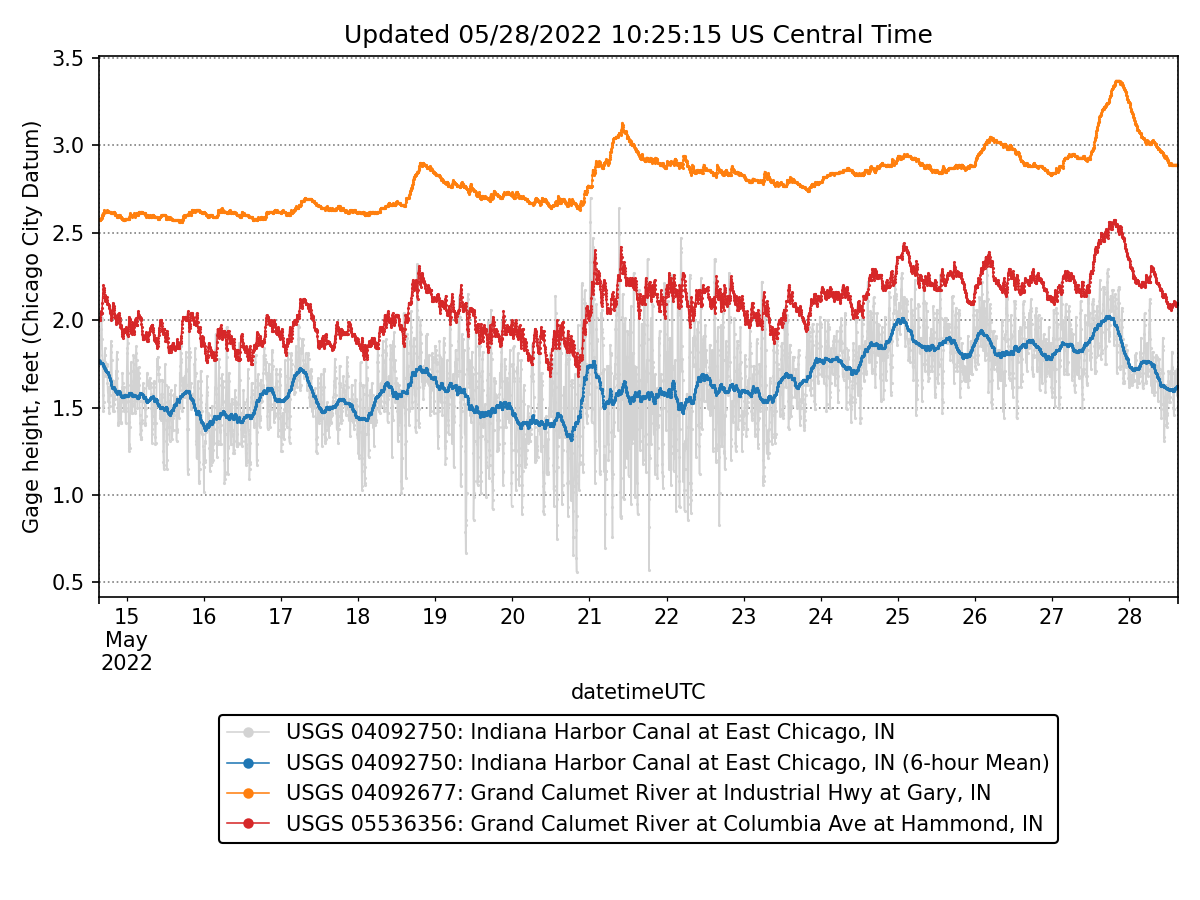 Updated 05/28/2022 10:25:15 US Central Time
Gage height, feet (Chicago City Datum)
3.5
3.0
2.5
2.0
1.5
1.0
0.5
15 16 17 18 19 20 21 22 23 24 25 26 27 28
May
2022
datetimeUTC
USGS 04092750: Indiana Harbor Canal at East Chicago, IN
USGS 04092750: Indiana Harbor Canal at East Chicago, IN (6-hour Mean)
USGS 04092677: Grand Calumet River at Industrial Hwy at Gary, IN
USGS 05536356: Grand Calumet River at Columbia Ave at Hammond, IN